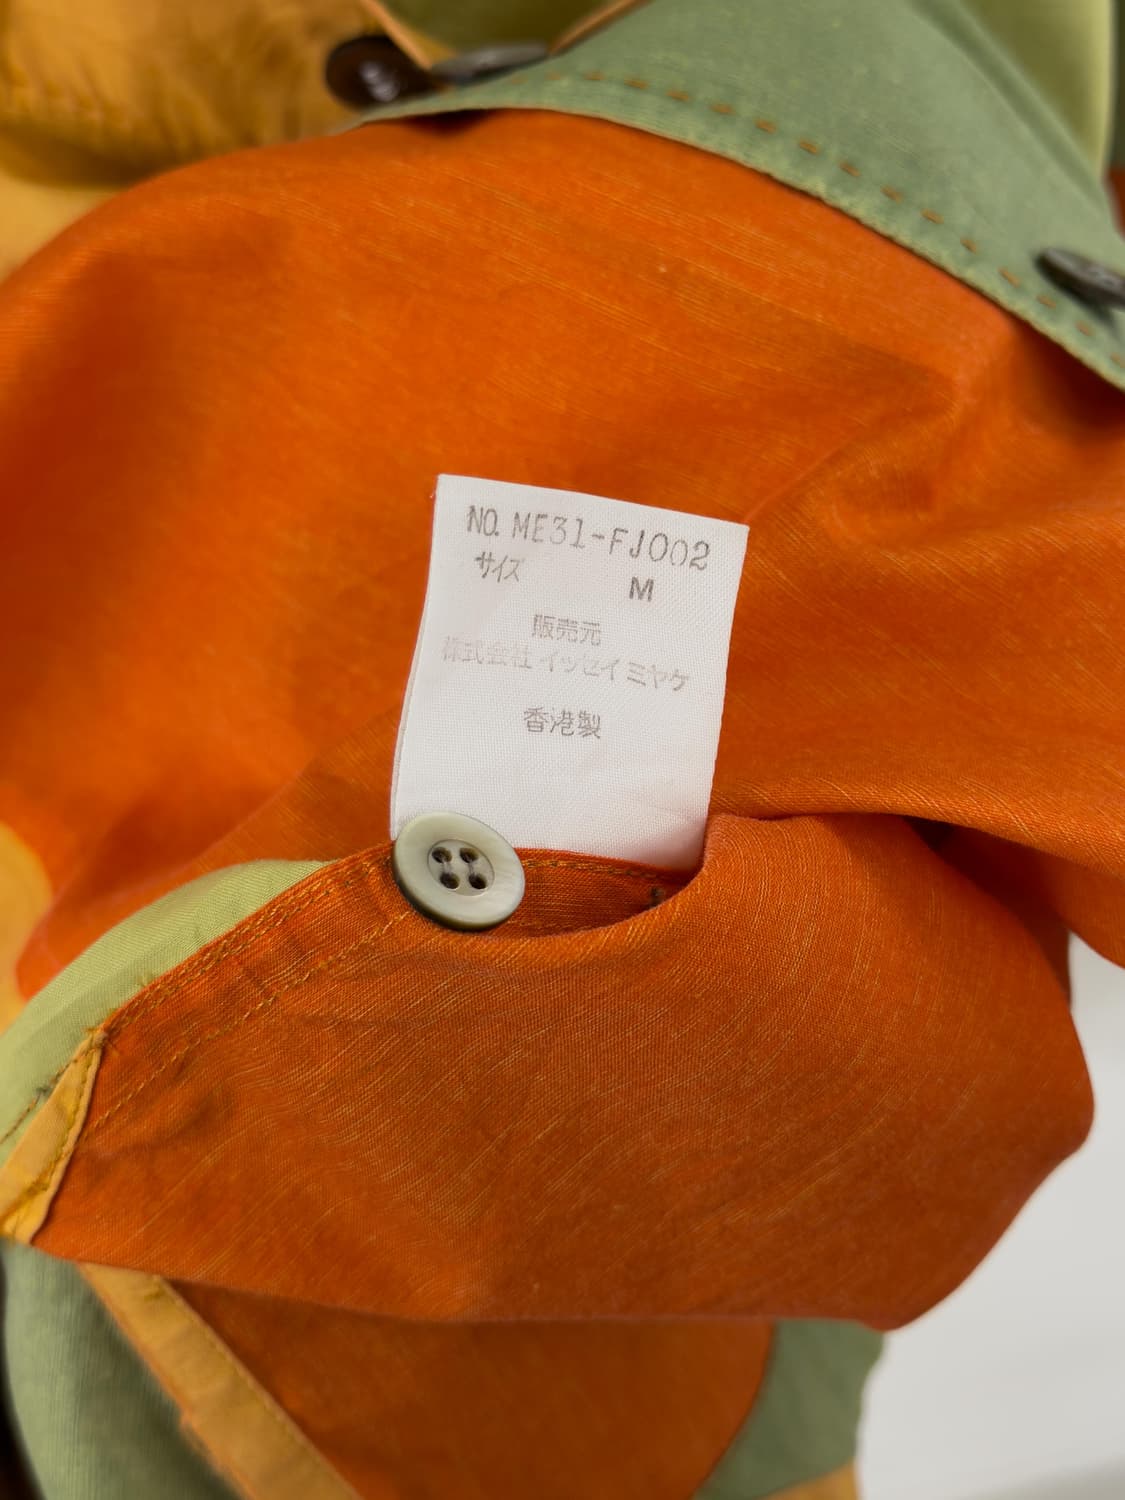 NO. ME31-FJ002
サイズ M
販売元
株式会社 イッセイ ミヤケ
香港製